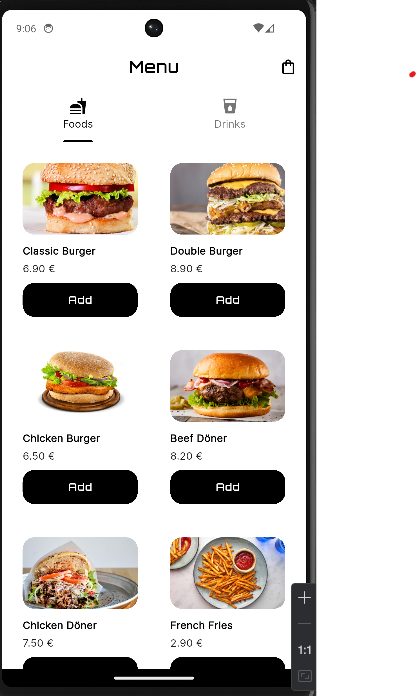 9:06
Menu
Foods
Drinks
Classic Burger
Double Burger
6.90 €
8.90 €
Add
Add
Chicken Burger
Beef Döner
6.50 €
8.20 €
Add
Add
Chicken Döner
French Fries
7.50 €
2.90 €
1:1